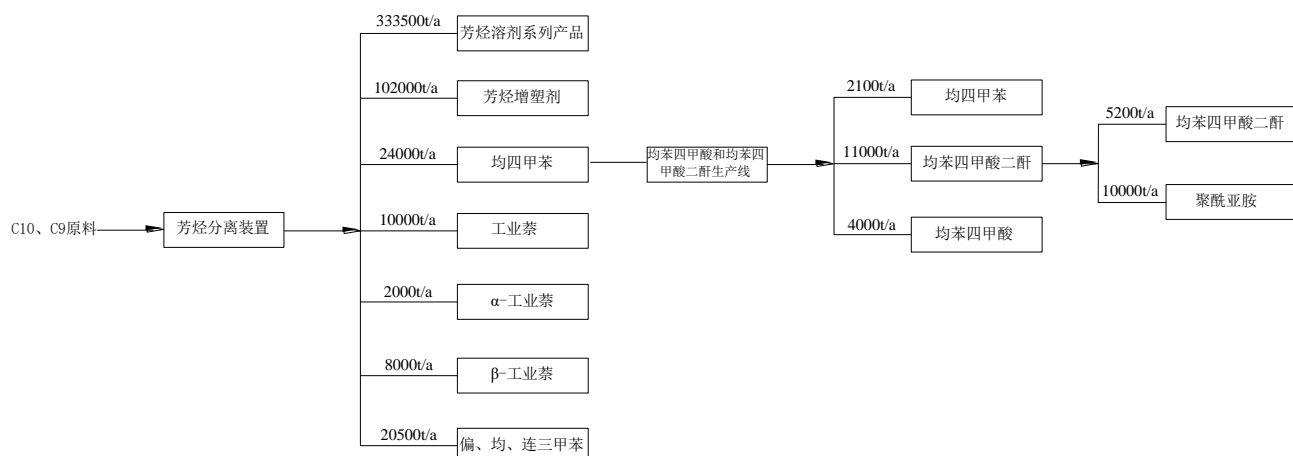 C10、C9原料
芳烃分离装置
333500t/a
芳烃溶剂系列产品
102000t/a
芳烃增塑剂
24000t/a
均四甲苯
10000t/a
工业萘
2000t/a
α-工业萘
8000t/a
β-工业萘
20500t/a
偏、均、连三甲苯
均苯四甲酸和均苯四
甲酸二酐生产线
2100t/a
均四甲苯
11000t/a
均苯四甲酸二酐
4000t/a
均苯四甲酸
5200t/a
均苯四甲酸二酐
10000t/a
聚酰亚胺